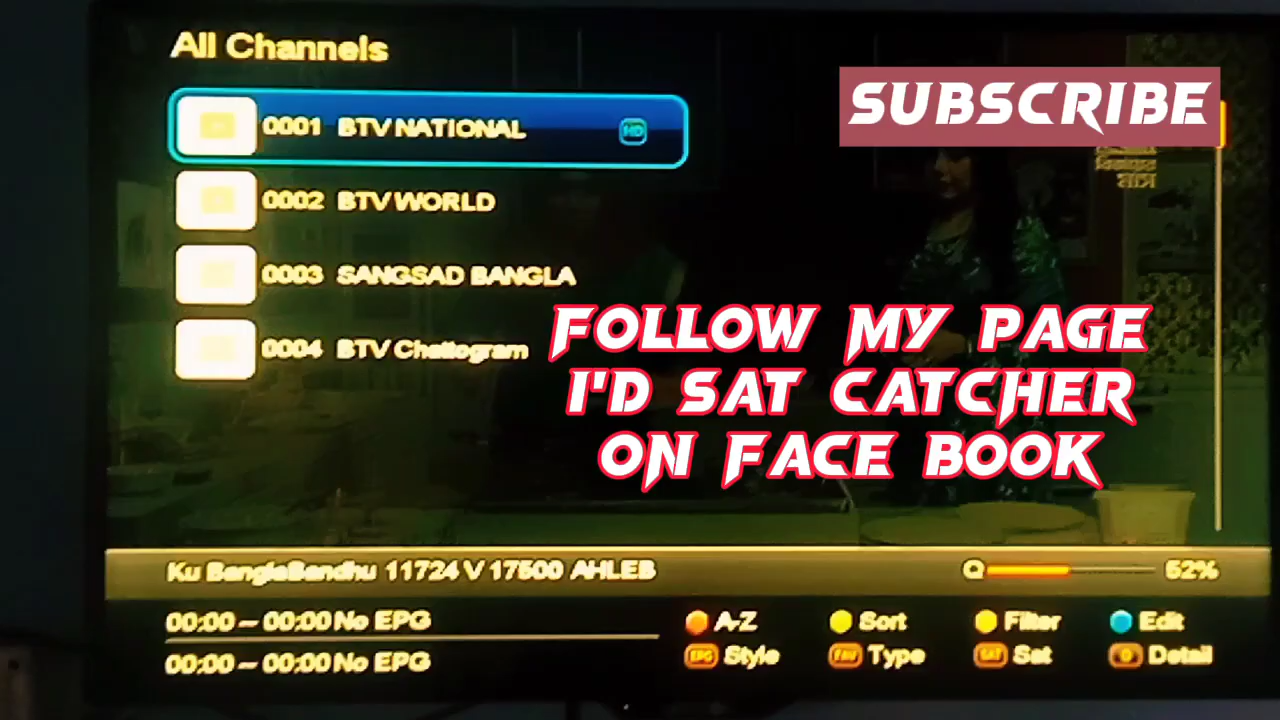 All Channels
SUBSCRIBE
0001 BTV NATIONAL HD
0002 BTV WORLD
0003 SANGSAD BANGLA
0004 BTV Chattogram
FOLLOW MY PAGE
I'D SAT CATCHER
ON FACE BOOK
Ku BanglaBandhu 11724 V 17500 AHLEB
Q 52%
00:00 -- 00:00 No EPG
A-Z Sort Filter Edit
EPG Style FAV Type SAT Sat 0 Detail
00:00 -- 00:00 No EPG